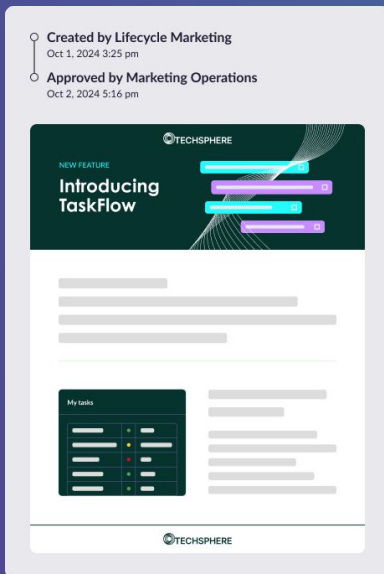 Created by Lifecycle Marketing
Oct 1, 2024 3:25 pm
Approved by Marketing Operations
Oct 2, 2024 5:16 pm
TECHSPHERE
NEW FEATURE
Introducing
TaskFlow
My tasks
TECHSPHERE